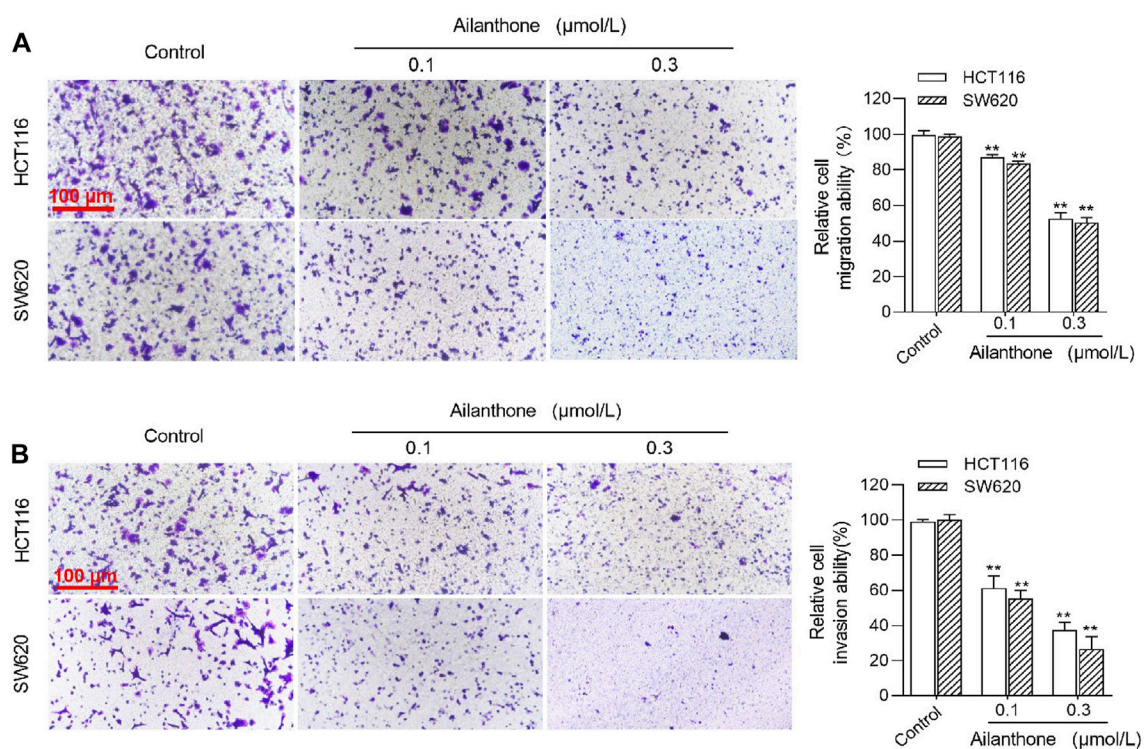 A
Ailanthone (μmol/L)
Control
0.1
0.3
HCT116
100 μm
SW620
HCT116
SW620
Relative cell
migration ability (%)
120
100
80
60
40
20
0
**
**
**
**
Control
0.1
0.3
Ailanthone (μmol/L)
B
Ailanthone (μmol/L)
Control
0.1
0.3
HCT116
100 μm
SW620
HCT116
SW620
Relative cell
invasion ability(%)
120
100
80
60
40
20
0
**
**
**
**
Control
0.1
0.3
Ailanthone (μmol/L)